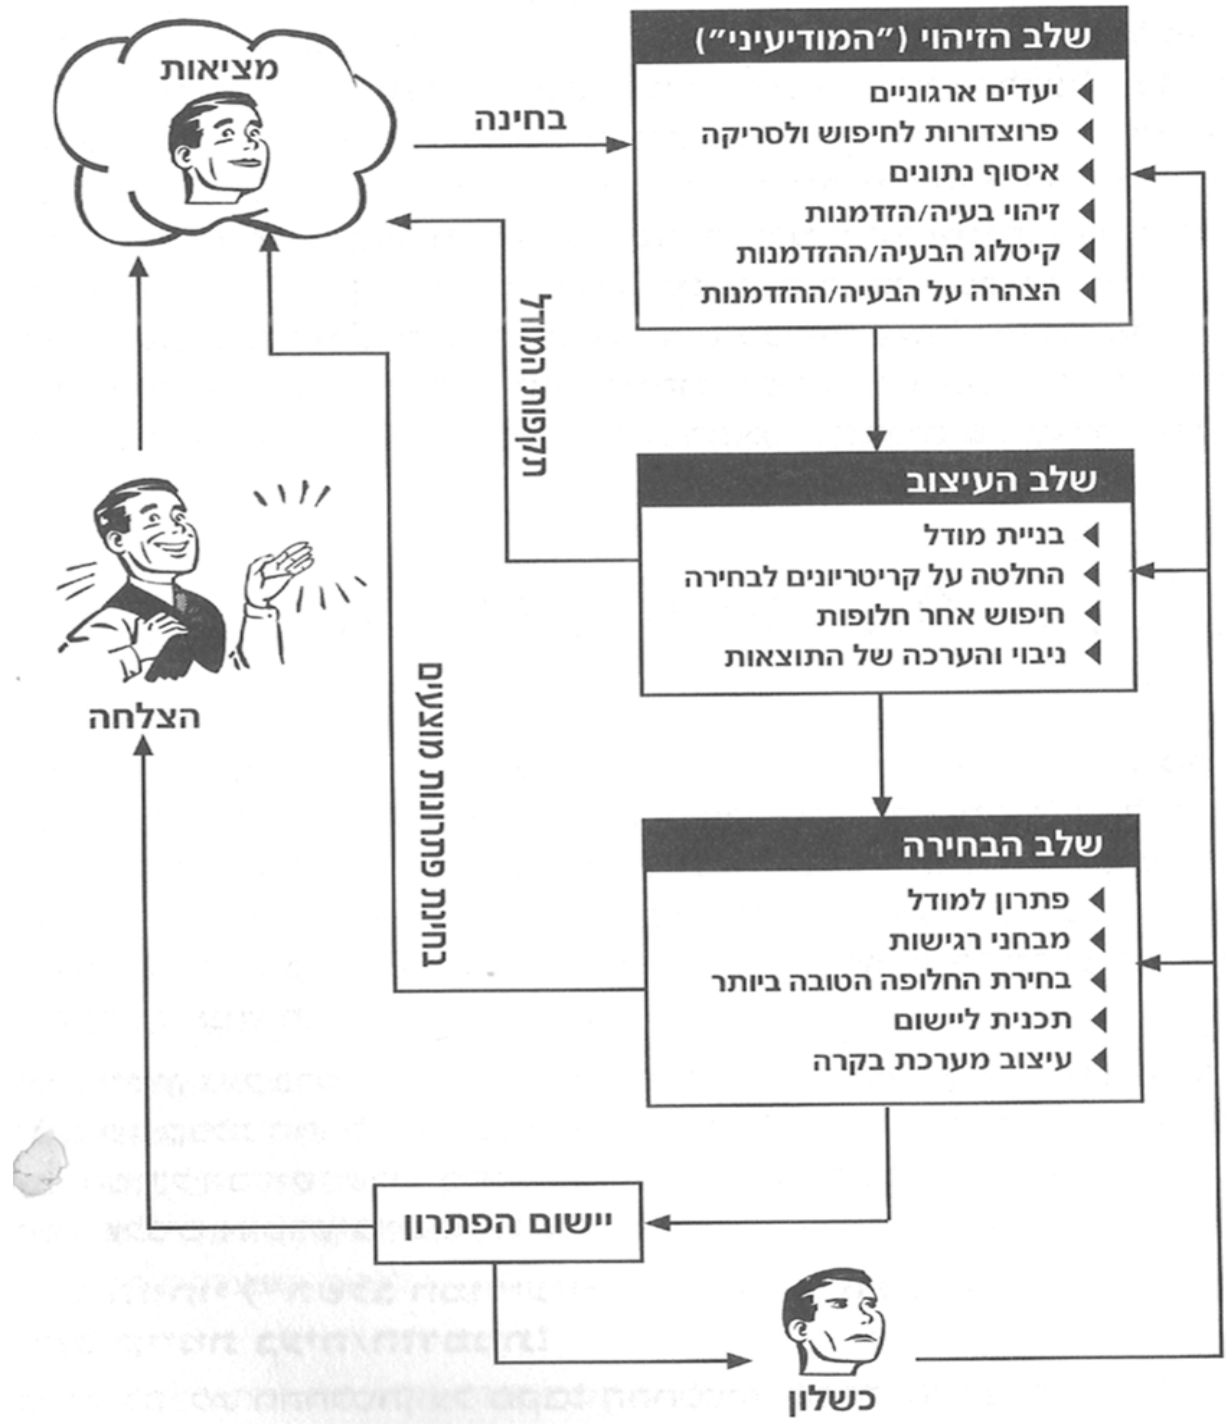 מציאות
בחינה
שלב הזיהוי ("המודיעיני")
יעדים ארגוניים
פרוצדורות לחיפוש ולסריקה
איסוף נתונים
זיהוי בעיה/הזדמנות
קיטלוג הבעיה/ההזדמנות
הצהרה על הבעיה/ההזדמנות
תקפות המודל
שלב העיצוב
בניית מודל
החלטה על קריטריונים לבחירה
חיפוש אחר חלופות
ניבוי והערכה של התוצאות
הצלחה
בחינת פתרונות מוצעים
שלב הבחירה
פתרון למודל
מבחני רגישות
בחירת החלופה הטובה ביותר
תכנית ליישום
עיצוב מערכת בקרה
יישום הפתרון
כשלון